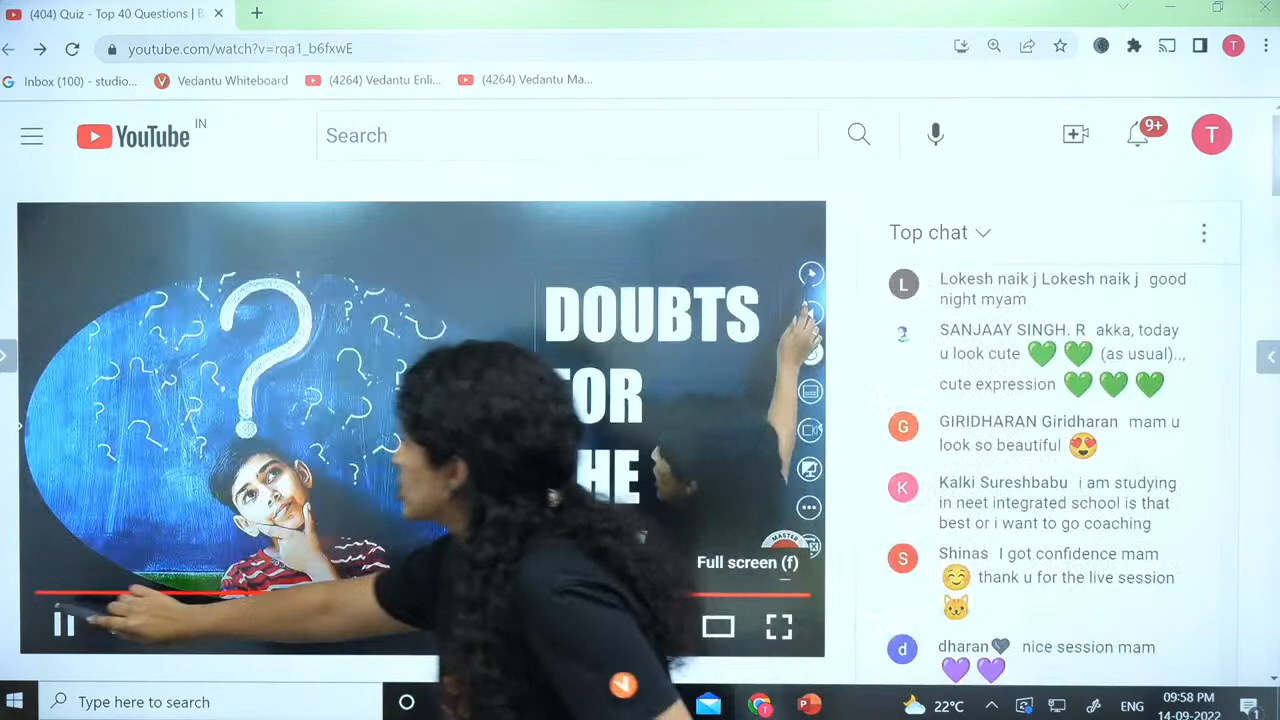 (404) Quiz - Top 40 Questions | B
youtube.com/watch?v=rqa1_b6fxwE
Inbox (100) - studio...
Vedantu Whiteboard
(4264) Vedantu Enli...
(4264) Vedantu Ma...
YouTube IN
Search
9+
T
DOUBTS
FOR
THE
MASTER
Full screen (f)
Top chat
L
Lokesh naik j Lokesh naik j good
night myam
SANJAAY SINGH. R akka, today
u look cute 💚 💚 (as usual)..,
cute expression 💚 💚 💚
G
GIRIDHARAN Giridharan mam u
look so beautiful 😍
K
Kalki Sureshbabu i am studying
in neet integrated school is that
best or i want to go coaching
S
Shinas I got confidence mam
😊 thank u for the live session
😺
d
dharan🖤 nice session mam
💜 💜
Type here to search
22°C
ENG
09:58 PM
14-09-2022